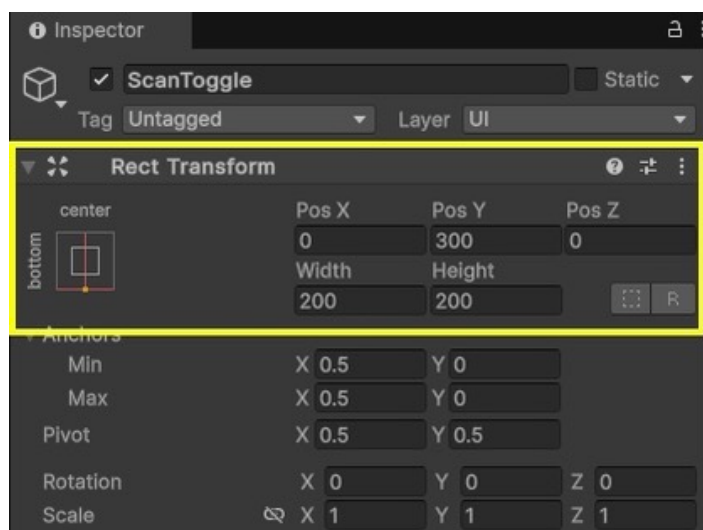 Inspector
ScanToggle Static
Tag Untagged Layer UI
Rect Transform
center Pos X Pos Y Pos Z
bottom 0 300 0
Width Height
200 200 R
Anchors
Min X 0.5 Y 0
Max X 0.5 Y 0
Pivot X 0.5 Y 0.5
Rotation X 0 Y 0 Z 0
Scale X 1 Y 1 Z 1